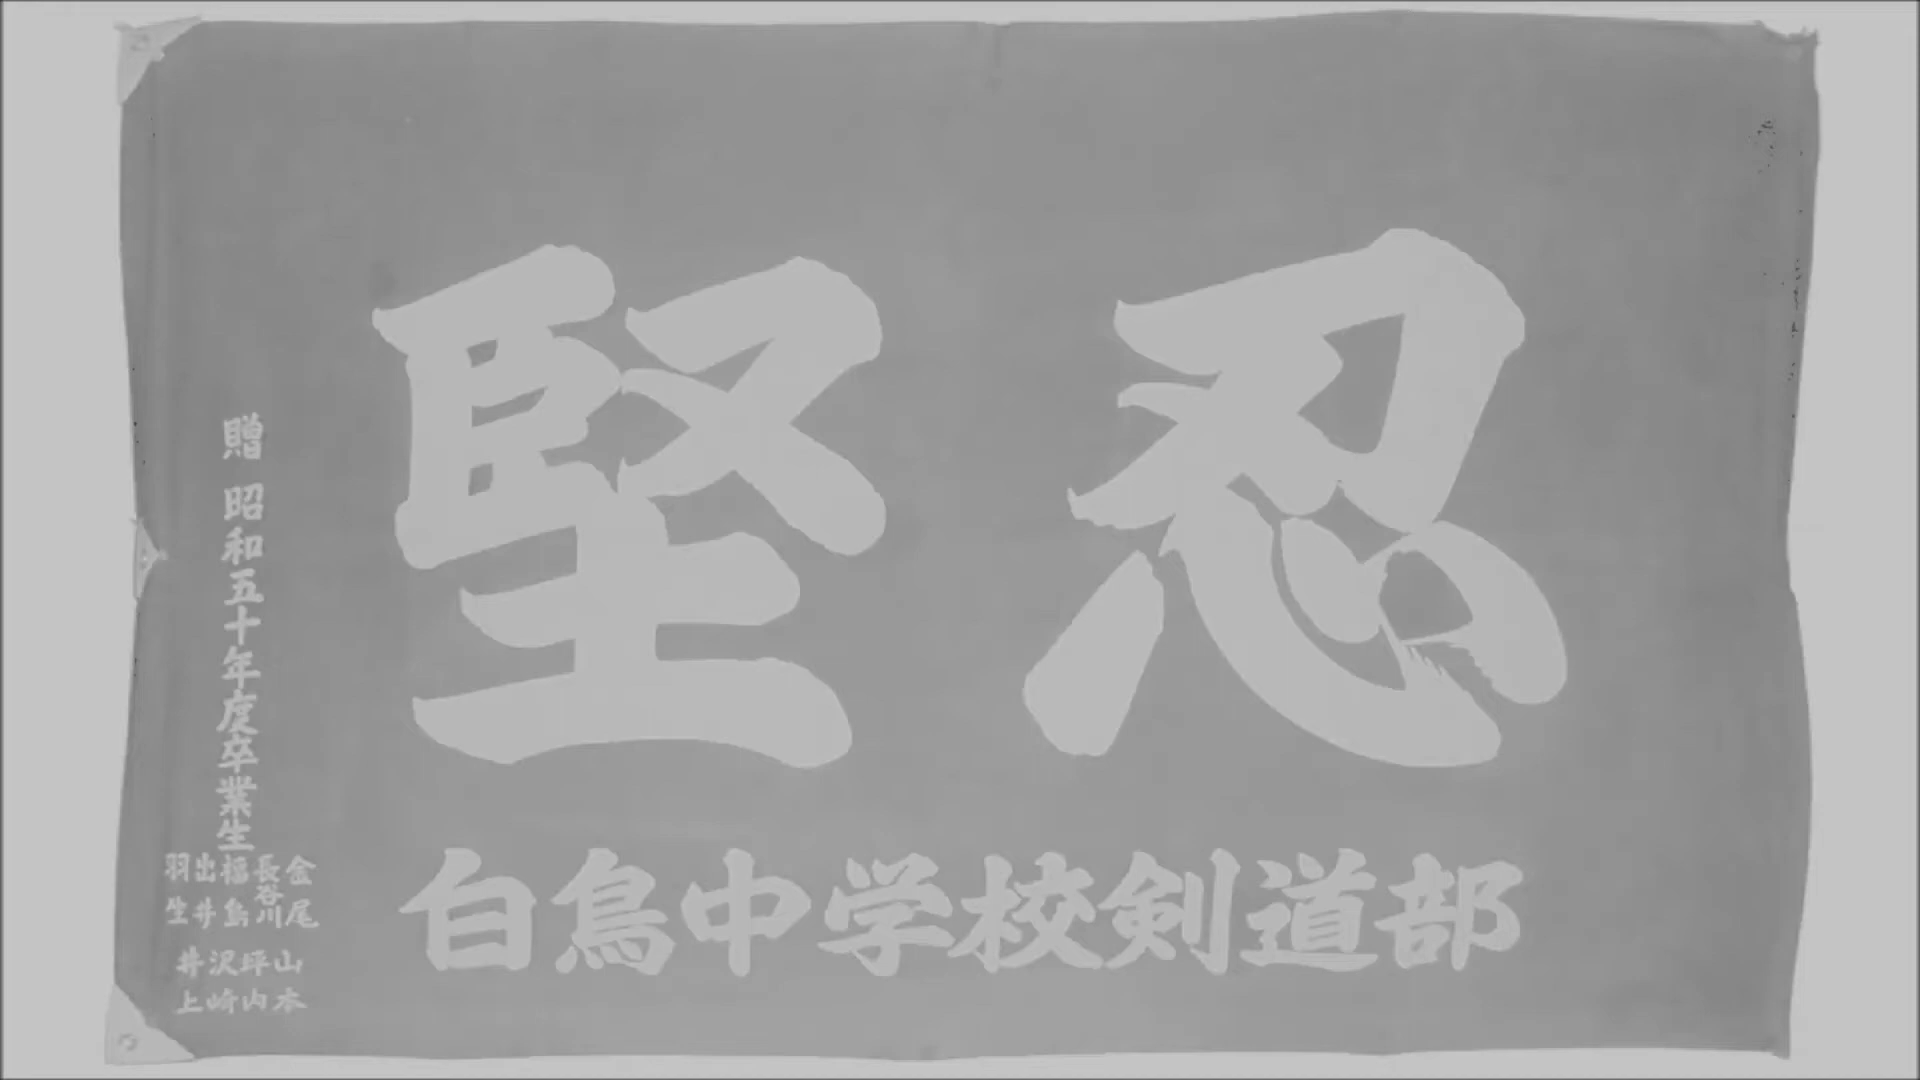 堅忍
白鳥中学校剣道部
贈 昭和五十年度卒業生
金尾
長谷川
福島
出井
羽生
山本
坪内
沢崎
井上